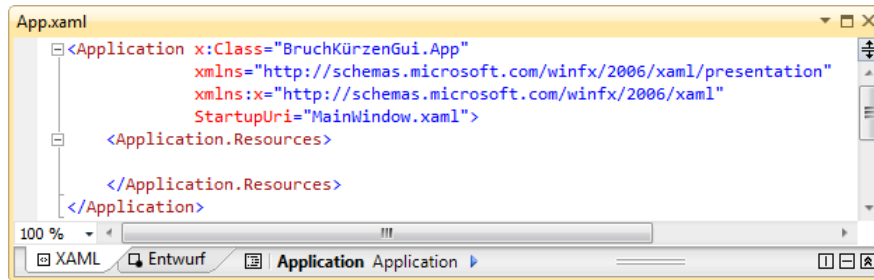 App.xaml
<Application x:Class="BruchKürzenGui.App"
xmlns="http://schemas.microsoft.com/winfx/2006/xaml/presentation"
xmlns:x="http://schemas.microsoft.com/winfx/2006/xaml"
StartupUri="MainWindow.xaml">
<Application.Resources>
</Application.Resources>
</Application>
100 %
XAML Entwurf Application Application